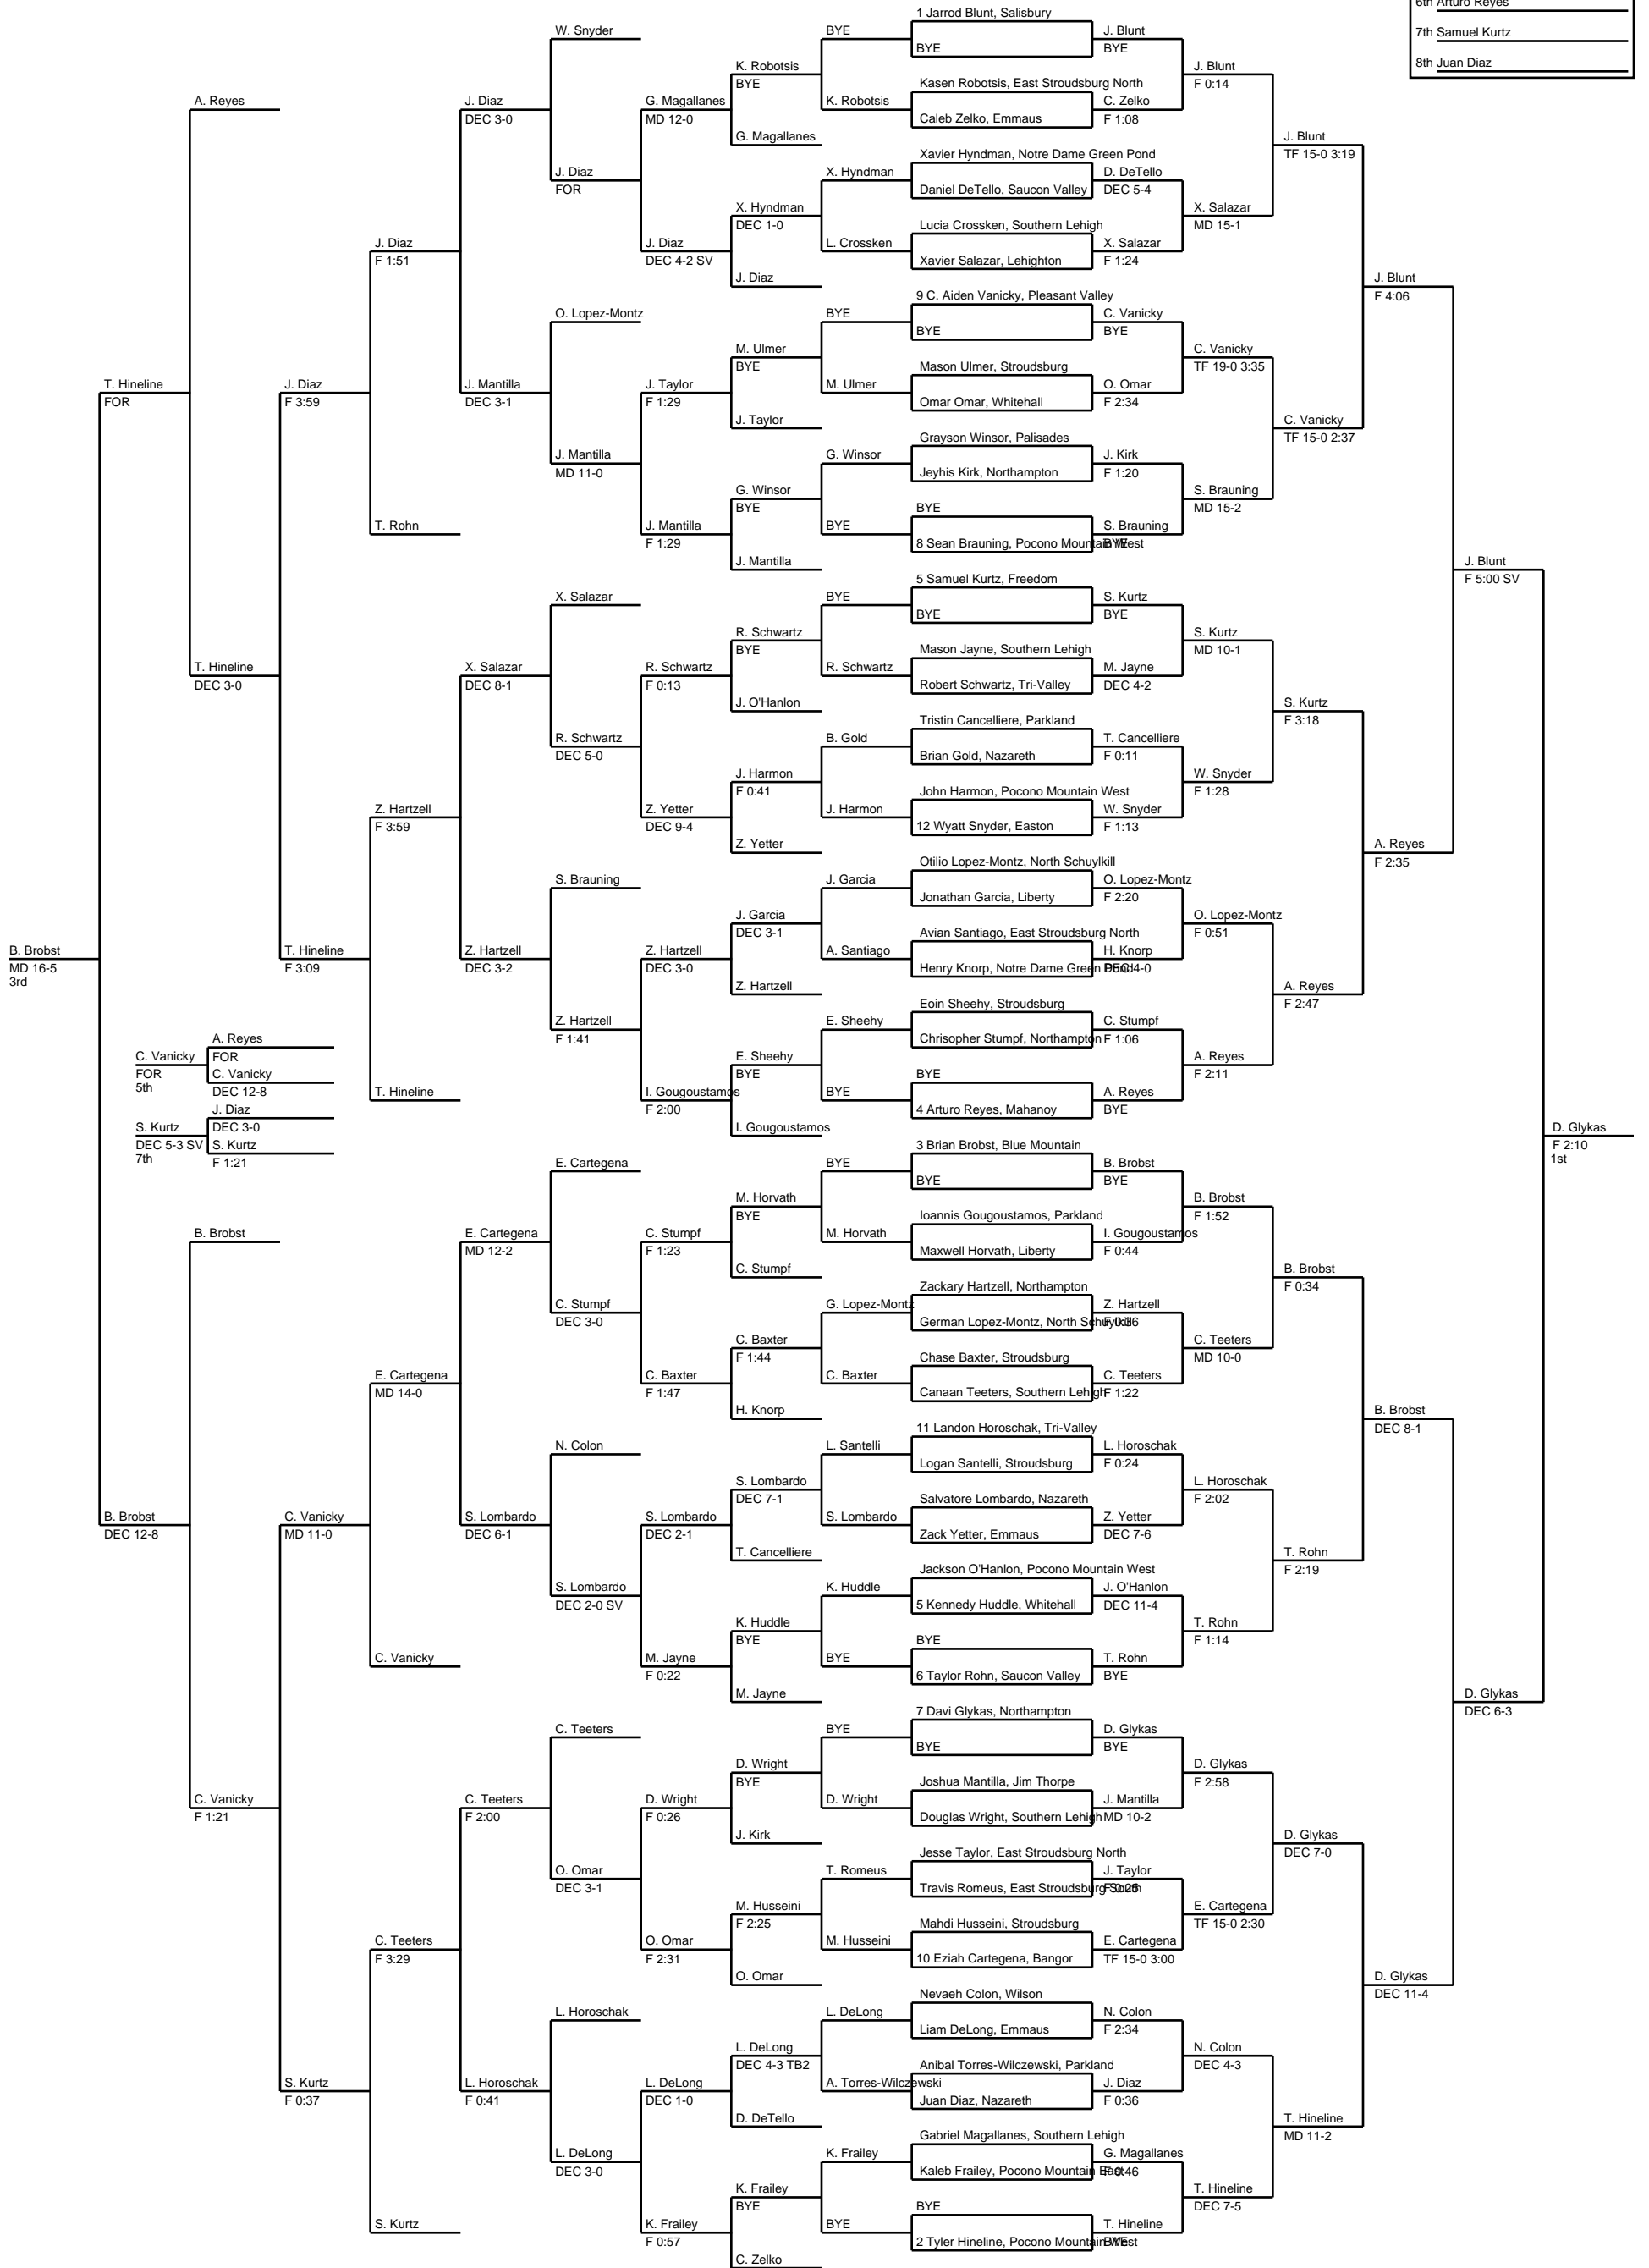 6th Arturo Reyes
7th Samuel Kurtz
8th Juan Diaz
1 Jarrod Blunt, Salisbury
BYE
Kasen Robotsis, East Stroudsburg North
Caleb Zelko, Emmaus
Xavier Hyndman, Notre Dame Green Pond
Daniel DeTello, Saucon Valley
Lucia Crossken, Southern Lehigh
Xavier Salazar, Lehighton
9 C. Aiden Vanicky, Pleasant Valley
BYE
Mason Ulmer, Stroudsburg
Omar Omar, Whitehall
Grayson Winsor, Palisades
Jeyhis Kirk, Northampton
BYE
8 Sean Brauning, Pocono Mountain West
5 Samuel Kurtz, Freedom
BYE
Mason Jayne, Southern Lehigh
Robert Schwartz, Tri-Valley
Tristin Cancelliere, Parkland
Brian Gold, Nazareth
John Harmon, Pocono Mountain West
12 Wyatt Snyder, Easton
Otilio Lopez-Montz, North Schuylkill
Jonathan Garcia, Liberty
Avian Santiago, East Stroudsburg North
Henry Knorp, Notre Dame Green Pond
Eoin Sheehy, Stroudsburg
Chrisopher Stumpf, Northampton
BYE
4 Arturo Reyes, Mahanoy
3 Brian Brobst, Blue Mountain
BYE
Ioannis Gougoustamos, Parkland
Maxwell Horvath, Liberty
Zackary Hartzell, Northampton
German Lopez-Montz, North Schuylkill
Chase Baxter, Stroudsburg
Canaan Teeters, Southern Lehigh
11 Landon Horoschak, Tri-Valley
Logan Santelli, Stroudsburg
Salvatore Lombardo, Nazareth
Zack Yetter, Emmaus
Jackson O'Hanlon, Pocono Mountain West
5 Kennedy Huddle, Whitehall
BYE
6 Taylor Rohn, Saucon Valley
7 Davi Glykas, Northampton
BYE
Joshua Mantilla, Jim Thorpe
Douglas Wright, Southern Lehigh
Jesse Taylor, East Stroudsburg North
Travis Romeus, East Stroudsburg South
Mahdi Husseini, Stroudsburg
10 Eziah Cartegena, Bangor
Nevaeh Colon, Wilson
Liam DeLong, Emmaus
Anibal Torres-Wilczewski, Parkland
Juan Diaz, Nazareth
Gabriel Magallanes, Southern Lehigh
Kaleb Frailey, Pocono Mountain East
BYE
2 Tyler Hineline, Pocono Mountain West
J. Blunt
BYE
C. Zelko
F 1:08
D. DeTello
DEC 5-4
X. Salazar
F 1:24
C. Vanicky
BYE
O. Omar
F 2:34
J. Kirk
F 1:20
S. Brauning
BYE
S. Kurtz
BYE
M. Jayne
DEC 4-2
T. Cancelliere
F 0:11
W. Snyder
F 1:13
O. Lopez-Montz
F 2:20
H. Knorp
DEC 4-0
C. Stumpf
F 1:06
A. Reyes
BYE
B. Brobst
BYE
I. Gougoustamos
F 0:44
Z. Hartzell
F 0:36
C. Teeters
F 1:22
L. Horoschak
F 0:24
Z. Yetter
DEC 7-6
J. O'Hanlon
DEC 11-4
T. Rohn
BYE
D. Glykas
BYE
J. Mantilla
MD 10-2
J. Taylor
F 0:25
E. Cartegena
TF 15-0 3:00
N. Colon
F 2:34
J. Diaz
F 0:36
G. Magallanes
F 0:46
T. Hineline
BYE
J. Blunt
F 0:14
X. Salazar
MD 15-1
C. Vanicky
TF 19-0 3:35
S. Brauning
MD 15-2
S. Kurtz
MD 10-1
W. Snyder
F 1:28
O. Lopez-Montz
F 0:51
A. Reyes
F 2:11
B. Brobst
F 1:52
C. Teeters
MD 10-0
L. Horoschak
F 2:02
T. Rohn
F 1:14
D. Glykas
F 2:58
E. Cartegena
TF 15-0 2:30
N. Colon
DEC 4-3
T. Hineline
DEC 7-5
J. Blunt
TF 15-0 3:19
C. Vanicky
TF 15-0 2:37
S. Kurtz
F 3:18
A. Reyes
F 2:47
B. Brobst
F 0:34
T. Rohn
F 2:19
D. Glykas
DEC 7-0
T. Hineline
MD 11-2
J. Blunt
F 4:06
A. Reyes
F 2:35
B. Brobst
DEC 8-1
D. Glykas
DEC 11-4
J. Blunt
F 5:00 SV
D. Glykas
DEC 6-3
D. Glykas
F 2:10
1st
BYE
K. Robotsis
X. Hyndman
L. Crossken
BYE
M. Ulmer
G. Winsor
BYE
BYE
R. Schwartz
B. Gold
J. Harmon
J. Garcia
A. Santiago
E. Sheehy
BYE
BYE
M. Horvath
G. Lopez-Montz
C. Baxter
L. Santelli
S. Lombardo
K. Huddle
BYE
BYE
D. Wright
T. Romeus
M. Husseini
L. DeLong
A. Torres-Wilczewski
K. Frailey
BYE
K. Robotsis
BYE
G. Magallanes
X. Hyndman
DEC 1-0
J. Diaz
M. Ulmer
BYE
J. Taylor
G. Winsor
BYE
J. Mantilla
R. Schwartz
BYE
J. O'Hanlon
J. Harmon
F 0:41
Z. Yetter
J. Garcia
DEC 3-1
Z. Hartzell
E. Sheehy
BYE
I. Gougoustamos
M. Horvath
BYE
C. Stumpf
C. Baxter
F 1:44
H. Knorp
S. Lombardo
DEC 7-1
T. Cancelliere
K. Huddle
BYE
M. Jayne
D. Wright
BYE
J. Kirk
M. Husseini
F 2:25
O. Omar
L. DeLong
DEC 4-3 TB2
D. DeTello
K. Frailey
BYE
C. Zelko
G. Magallanes
MD 12-0
J. Diaz
DEC 4-2 SV
J. Taylor
F 1:29
J. Mantilla
F 1:29
R. Schwartz
F 0:13
Z. Yetter
DEC 9-4
Z. Hartzell
DEC 3-0
I. Gougoustamos
F 2:00
C. Stumpf
F 1:23
C. Baxter
F 1:47
S. Lombardo
DEC 2-1
M. Jayne
F 0:22
D. Wright
F 0:26
O. Omar
F 2:31
L. DeLong
DEC 1-0
K. Frailey
F 0:57
W. Snyder
J. Diaz
FOR
O. Lopez-Montz
J. Mantilla
MD 11-0
X. Salazar
R. Schwartz
DEC 5-0
S. Brauning
Z. Hartzell
F 1:41
E. Cartegena
C. Stumpf
DEC 3-0
N. Colon
S. Lombardo
DEC 2-0 SV
C. Teeters
O. Omar
DEC 3-1
L. Horoschak
L. DeLong
DEC 3-0
J. Diaz
DEC 3-0
J. Mantilla
DEC 3-1
X. Salazar
DEC 8-1
Z. Hartzell
DEC 3-2
E. Cartegena
MD 12-2
S. Lombardo
DEC 6-1
C. Teeters
F 2:00
L. Horoschak
F 0:41
J. Diaz
F 1:51
T. Rohn
Z. Hartzell
F 3:59
T. Hineline
E. Cartegena
MD 14-0
C. Vanicky
C. Teeters
F 3:29
S. Kurtz
J. Diaz
F 3:59
T. Hineline
F 3:09
C. Vanicky
MD 11-0
S. Kurtz
F 0:37
A. Reyes
T. Hineline
DEC 3-0
B. Brobst
C. Vanicky
F 1:21
T. Hineline
FOR
B. Brobst
DEC 12-8
B. Brobst
MD 16-5
3rd
A. Reyes
FOR
C. Vanicky
DEC 12-8
C. Vanicky
FOR
5th
J. Diaz
DEC 3-0
S. Kurtz
F 1:21
S. Kurtz
DEC 5-3 SV
7th